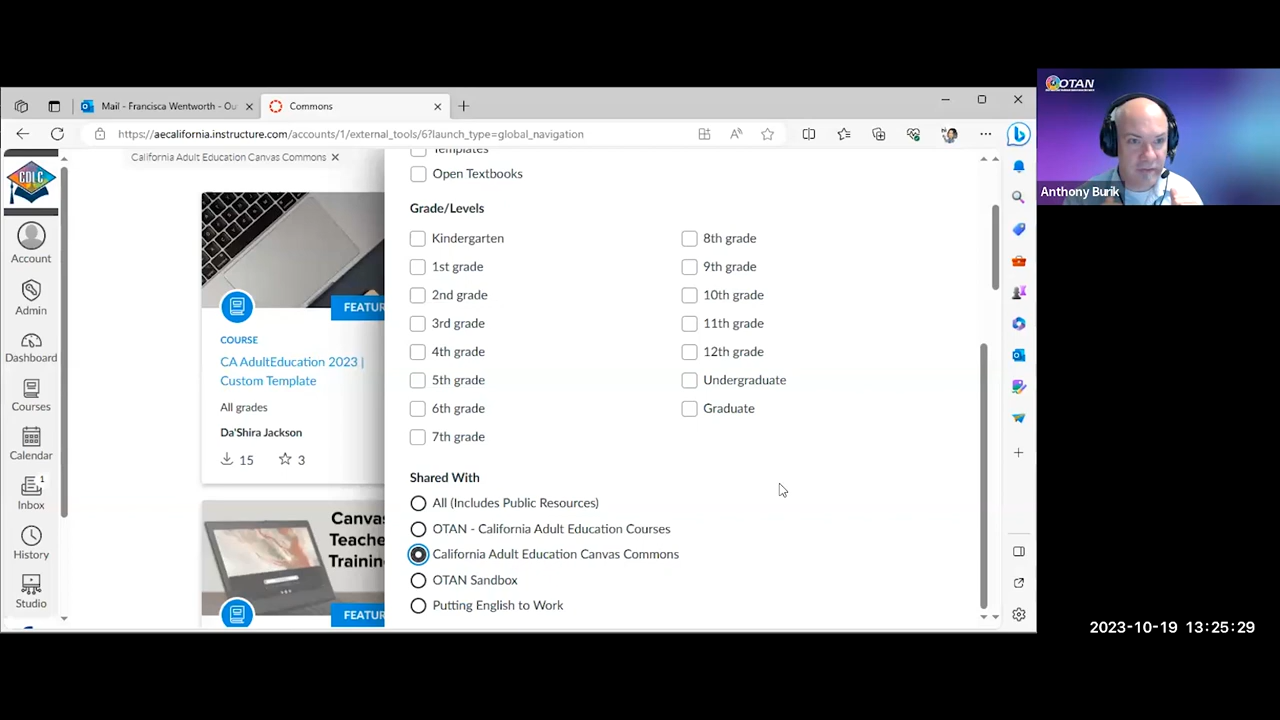 Mail - Francisca Wentworth - Ou
Commons
https://aecalifornia.instructure.com/accounts/1/external_tools/6?launch_type=global_navigation
OTAN
Anthony Burik
CDLC
Account
Admin
Dashboard
Courses
Calendar
1
Inbox
History
Studio
California Adult Education Canvas Commons
FEATUR
COURSE
CA AdultEducation 2023 |
Custom Template
All grades
Da'Shira Jackson
15 3
Canvas
Teache
Training
FEATUR
Templates
Open Textbooks
Grade/Levels
Kindergarten
1st grade
2nd grade
3rd grade
4th grade
5th grade
6th grade
7th grade
8th grade
9th grade
10th grade
11th grade
12th grade
Undergraduate
Graduate
Shared With
All (Includes Public Resources)
OTAN - California Adult Education Courses
California Adult Education Canvas Commons
OTAN Sandbox
Putting English to Work
2023-10-19 13:25:29